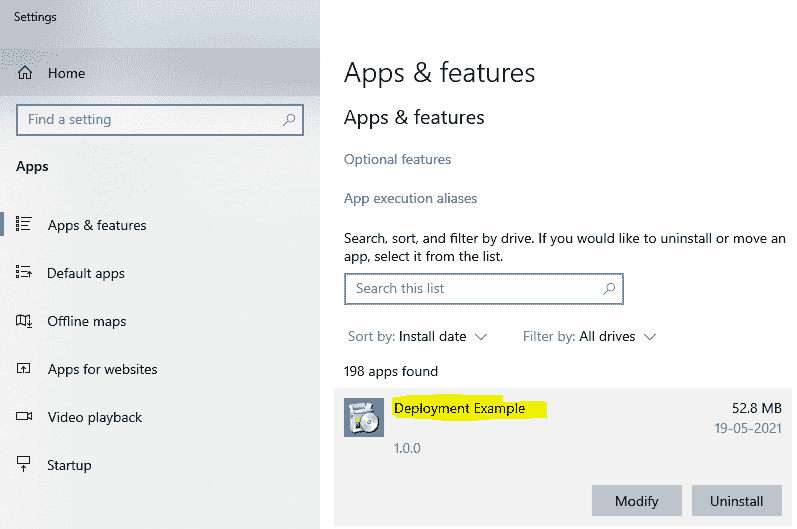 Settings
Home
Find a setting
Apps
Apps & features
Default apps
Offline maps
Apps for websites
Video playback
Startup
Apps & features
Apps & features
Optional features
App execution aliases
Search, sort, and filter by drive. If you would like to uninstall or move an
app, select it from the list.
Search this list
Sort by: Install date Filter by: All drives
198 apps found
Deployment Example 52.8 MB
19-05-2021
1.0.0
Modify Uninstall